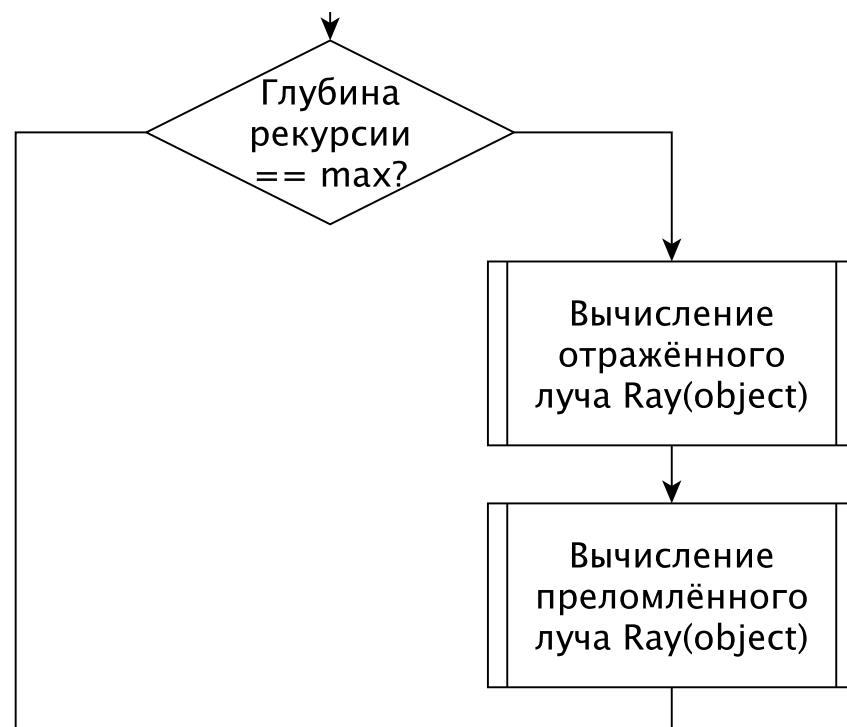 Глубина
рекурсии
== max?
Вычисление
отражённого
луча Ray(object)
Вычисление
преломлённого
луча Ray(object)